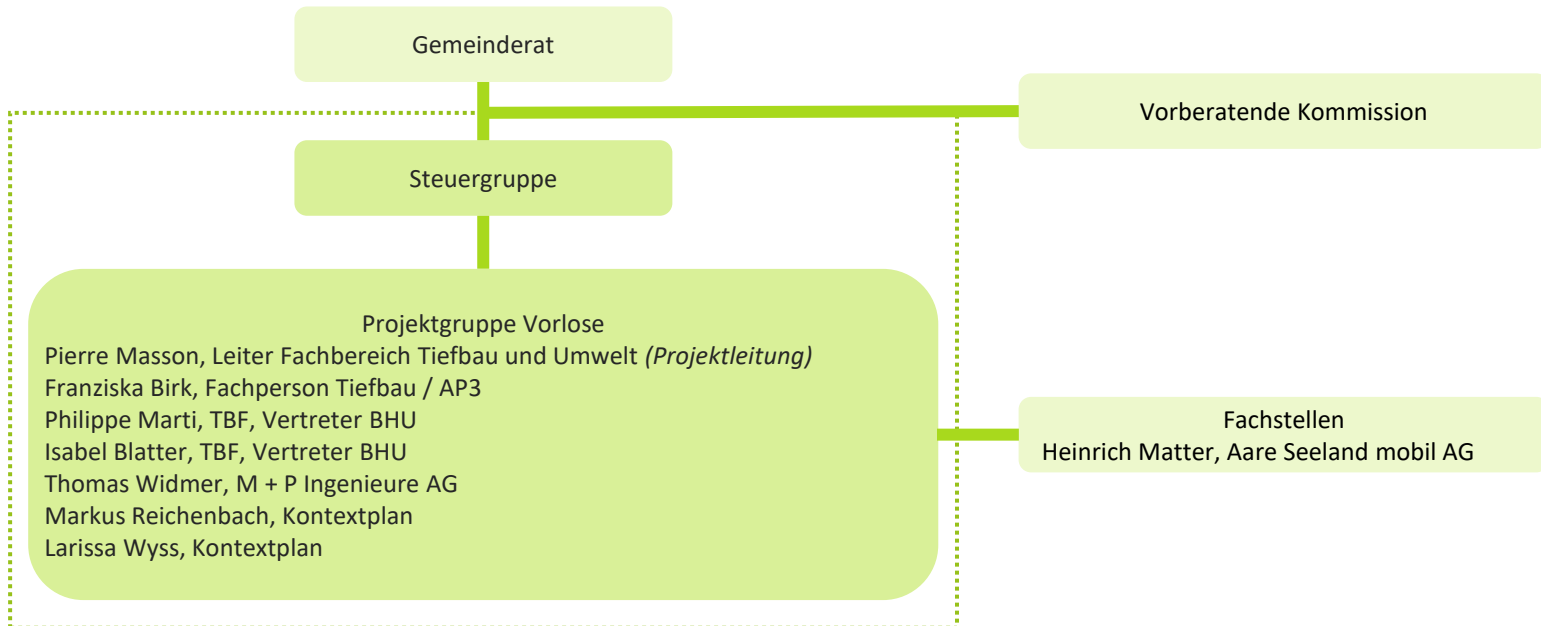 Gemeinderat
Vorberatende Kommission
Steuergruppe
Projektgruppe Vorlose
Pierre Masson, Leiter Fachbereich Tiefbau und Umwelt (Projektleitung)
Franziska Birk, Fachperson Tiefbau / AP3
Philippe Marti, TBF, Vertreter BHU
Isabel Blatter, TBF, Vertreter BHU
Thomas Widmer, M + P Ingenieure AG
Markus Reichenbach, Kontextplan
Larissa Wyss, Kontextplan
Fachstellen
Heinrich Matter, Aare Seeland mobil AG